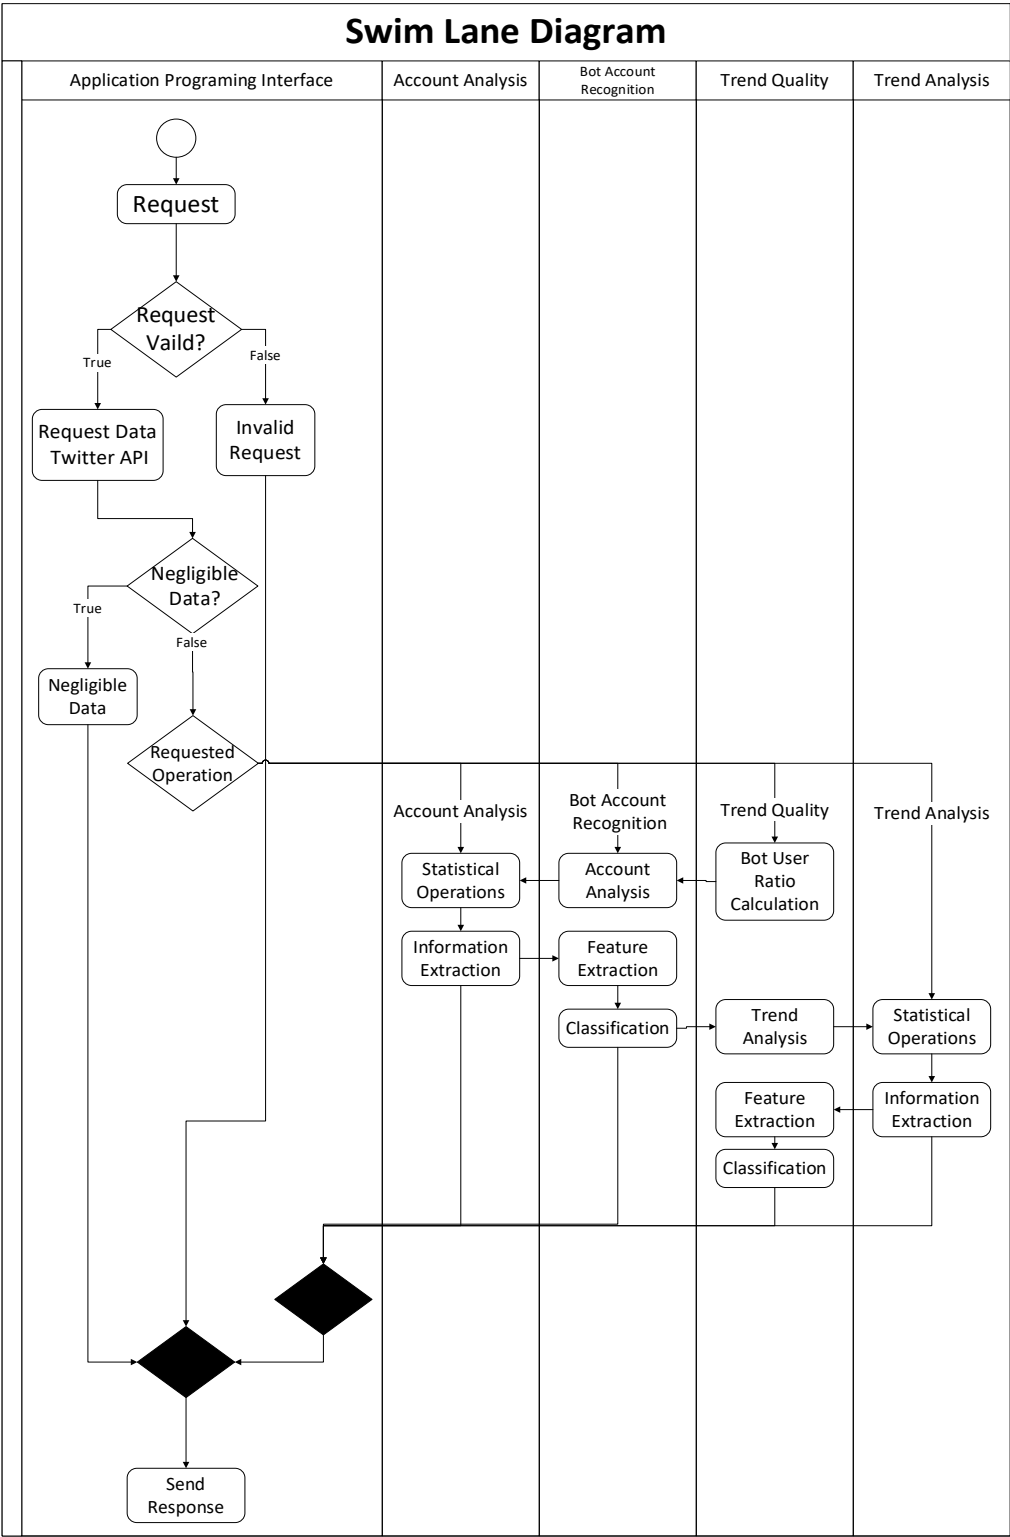 Swim Lane Diagram
Application Programing Interface
Account Analysis
Bot Account
Recognition
Trend Quality
Trend Analysis
Request
Request
Vaild?
True
False
Request Data
Twitter API
Invalid
Request
Negligible
Data?
True
False
Negligible
Data
Requested
Operation
Account Analysis
Bot Account
Recognition
Trend Quality
Trend Analysis
Statistical
Operations
Account
Analysis
Bot User
Ratio
Calculation
Information
Extraction
Feature
Extraction
Classification
Trend
Analysis
Statistical
Operations
Feature
Extraction
Information
Extraction
Classification
Send
Response